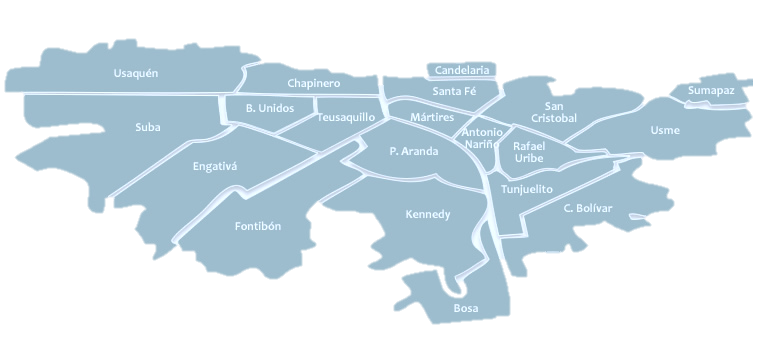 Usaquén
Chapinero
Candelaria
Santa Fé
Sumapaz
B. Unidos
Teusaquillo
Mártires
San
Cristobal
Suba
Antonio
Nariño
Usme
Engativá
P. Aranda
Rafael
Uribe
Tunjuelito
Fontibón
Kennedy
C. Bolívar
Bosa